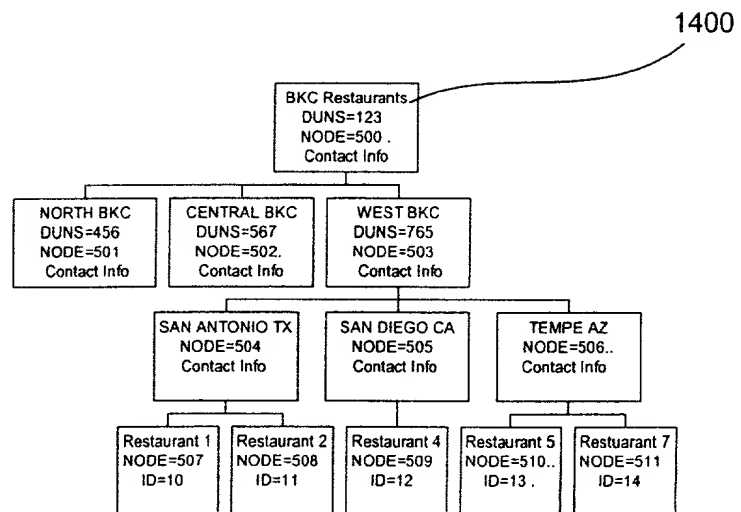 1400
BKC Restaurants
DUNS=123
NODE=500 .
Contact Info
NORTH BKC
DUNS=456
NODE=501
Contact Info
CENTRAL BKC
DUNS=567
NODE=502.
Contact Info
WEST BKC
DUNS=765
NODE=503
Contact Info
SAN ANTONIO TX
NODE=504
Contact Info
SAN DIEGO CA
NODE=505
Contact Info
TEMPE AZ
NODE=506..
Contact Info
Restaurant 1
NODE=507
ID=10
Restaurant 2
NODE=508
ID=11
Restaurant 4
NODE=509
ID=12
Restaurant 5
NODE=510..
ID=13 .
Restuarant 7
NODE=511
ID=14